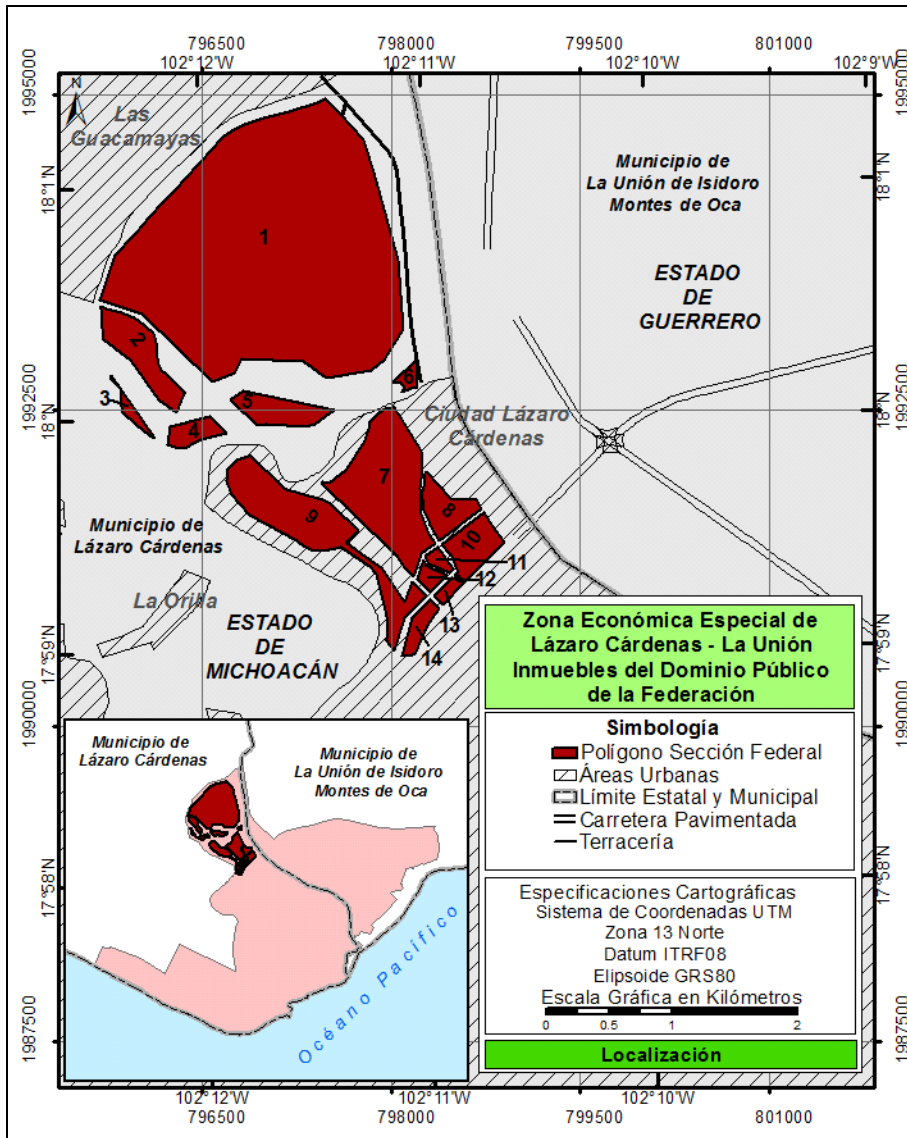 796500 798000 799500 801000
102°12'W 102°11'W 102°10'W 102°9'W
1995000
1995000
N
Las
Guacamayas
Municipio de
La Unión de Isidoro
Montes de Oca
18°1'N
18°1'N
1
ESTADO
DE
GUERRERO
2
6
3
5
4
1992500
1992500
18°N
18°N
Ciudad Lázaro
Cárdenas
7
8
9
10
Municipio de
Lázaro Cárdenas
11
12
13
14
La Orilla
ESTADO
DE
MICHOACÁN
17°59'N
17°59'N
Zona Económica Especial de
Lázaro Cárdenas - La Unión
Inmuebles del Dominio Público
de la Federación
1990000
1990000
Simbología
Polígono Sección Federal
Áreas Urbanas
Límite Estatal y Municipal
Carretera Pavimentada
Terracería
Municipio de
Lázaro Cárdenas
Municipio de
La Unión de Isidoro
Montes de Oca
Océano Pacífico
17°58'N
17°58'N
Especificaciones Cartográficas
Sistema de Coordenadas UTM
Zona 13 Norte
Datum ITRF08
Elipsoide GRS80
Escala Gráfica en Kilómetros
0 0.5 1 2
Localización
1987500
1987500
102°12'W 102°11'W 102°10'W
796500 798000 799500 801000